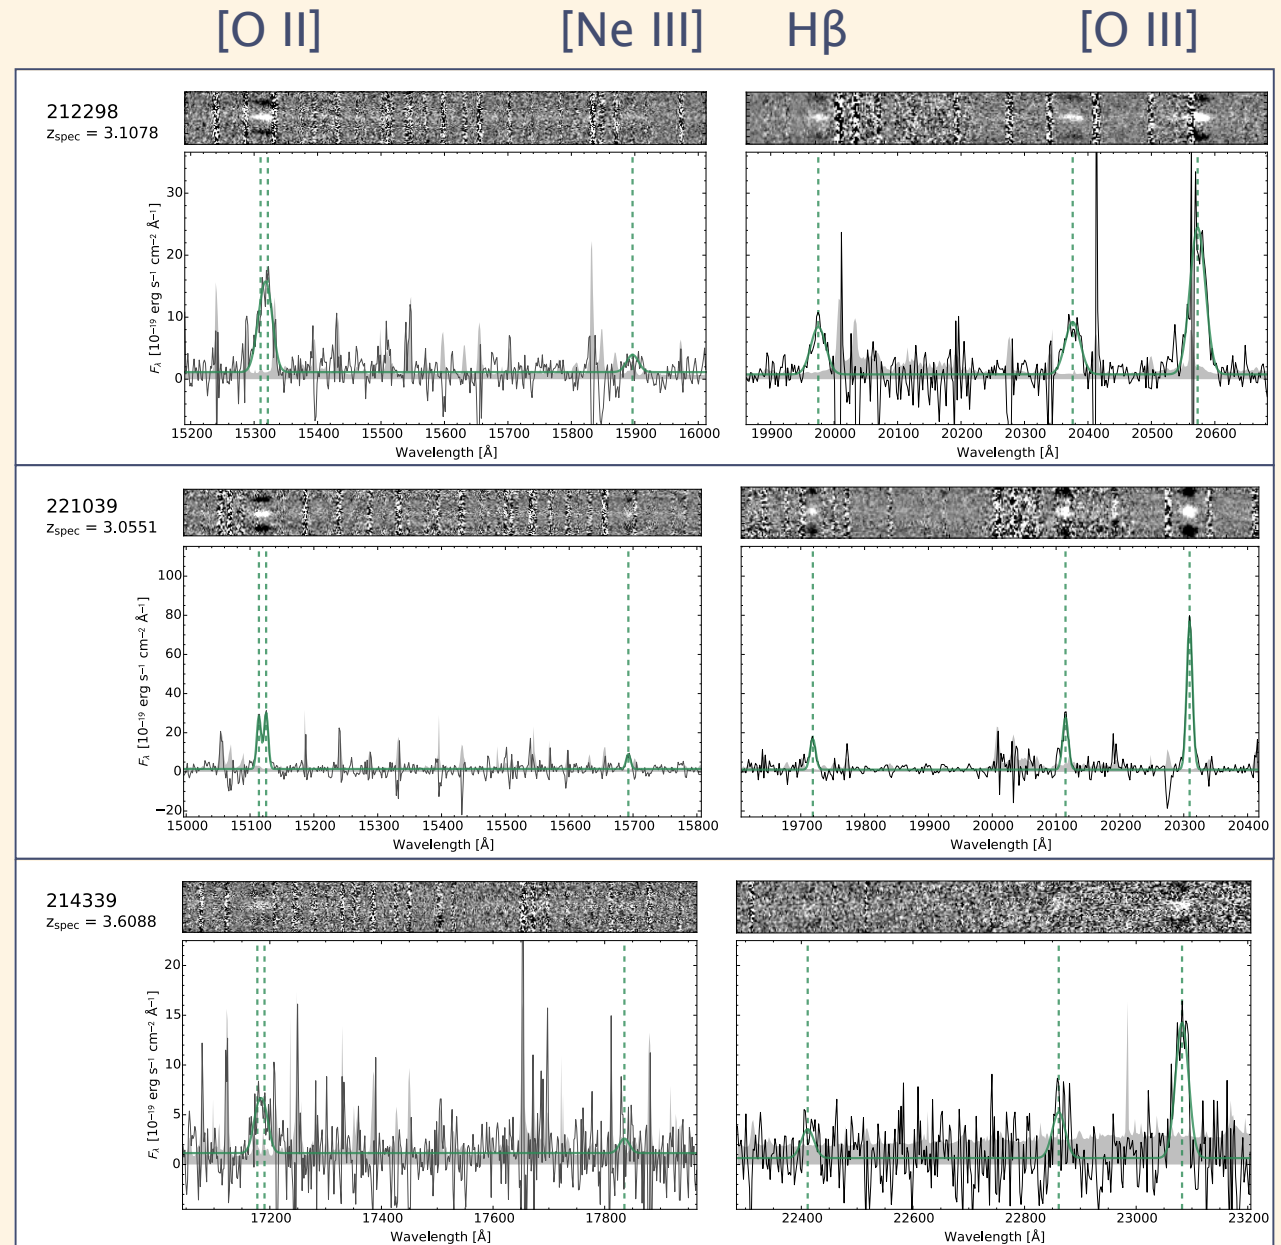 [O II] [Ne III] Hβ [O III]
212298
z_spec = 3.1078
F_λ [10⁻¹⁹ erg s⁻¹ cm⁻² Å⁻¹]
30
20
10
0
15200 15300 15400 15500 15600 15700 15800 15900 16000
Wavelength [Å]
19900 20000 20100 20200 20300 20400 20500 20600
Wavelength [Å]
221039
z_spec = 3.0551
F_λ [10⁻¹⁹ erg s⁻¹ cm⁻² Å⁻¹]
100
80
60
40
20
0
−20
15000 15100 15200 15300 15400 15500 15600 15700 15800
Wavelength [Å]
19700 19800 19900 20000 20100 20200 20300 20400
Wavelength [Å]
214339
z_spec = 3.6088
F_λ [10⁻¹⁹ erg s⁻¹ cm⁻² Å⁻¹]
20
15
10
5
0
17200 17400 17600 17800
Wavelength [Å]
22400 22600 22800 23000 23200
Wavelength [Å]